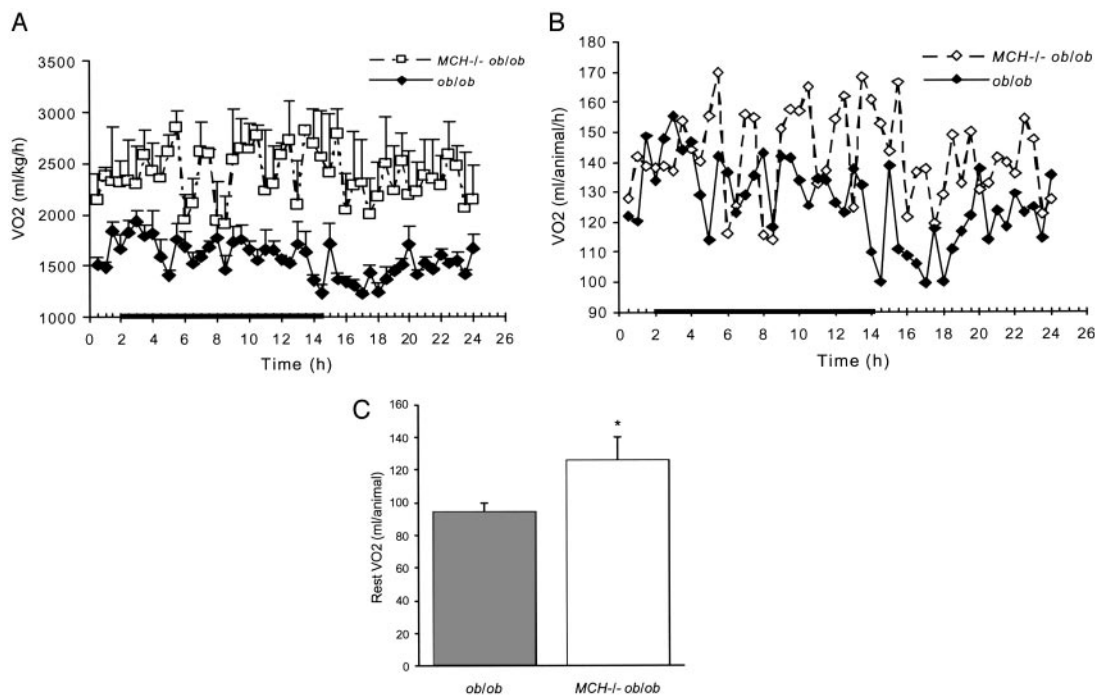 A
VO2 (ml/kg/h)
3500
3000
2500
2000
1500
1000
MCH-/- ob/ob
ob/ob
0 2 4 6 8 10 12 14 16 18 20 22 24 26
Time (h)
B
VO2 (ml/animal/h)
180
170
160
150
140
130
120
110
100
90
MCH-/- ob/ob
ob/ob
0 2 4 6 8 10 12 14 16 18 20 22 24 26
Time (h)
C
Rest VO2 (ml/animal)
160
140
120
100
80
60
40
20
0
*
ob/ob MCH-/- ob/ob